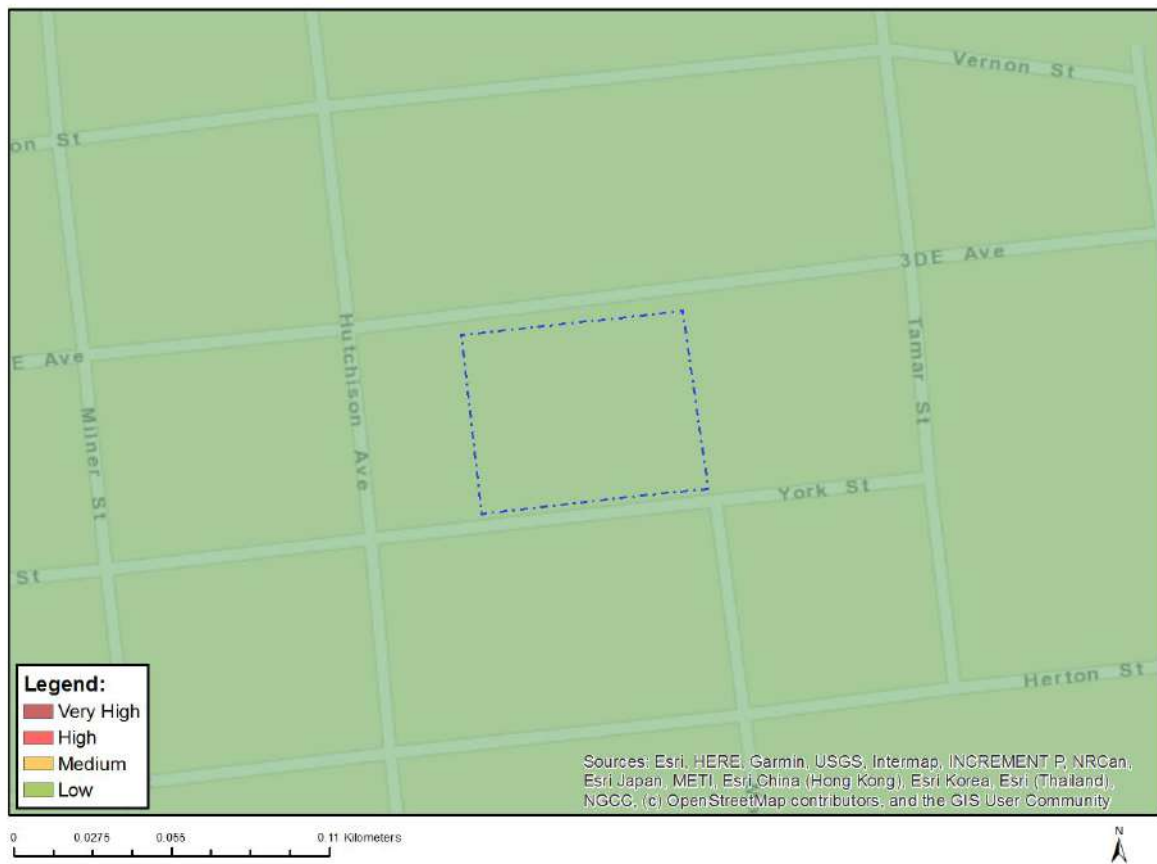 Vernon St
on St
3DE Ave
E Ave
Hutchison Ave
Tamar St
Milner St
York St
St
Herton St
Legend:
Very High
High
Medium
Low
Sources: Esri, HERE, Garmin, USGS, Intermap, INCREMENT P, NRCan,
Esri Japan, METI, Esri China (Hong Kong), Esri Korea, Esri (Thailand),
NGCC, (c) OpenStreetMap contributors, and the GIS User Community
0 0.0275 0.055 0.11 Kilometers
N